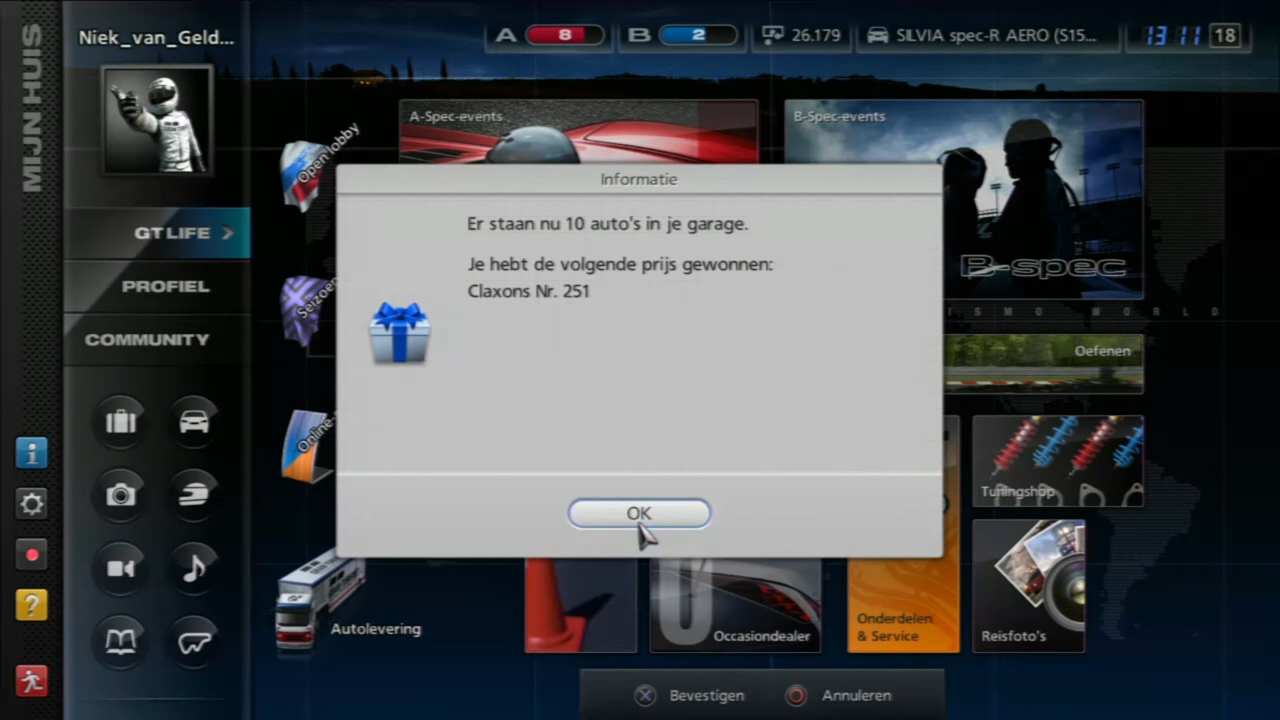 MIJN HUIS
Niek_van_Geld...
A 8 B 2 26.179 SILVIA spec-R AERO (S15... 13 11 18
GT LIFE
PROFIEL
COMMUNITY
Open lobby
A-Spec-events
B-Spec-events
B-spec
Informatie
Er staan nu 10 auto's in je garage.
Je hebt de volgende prijs gewonnen:
Claxons Nr. 251
OK
Seizoen
Online-
I S M O W O R L D
Oefenen
Tuningshop
Autolevering
Occasiondealer
Onderdelen
& Service
Reisfoto's
Bevestigen Annuleren